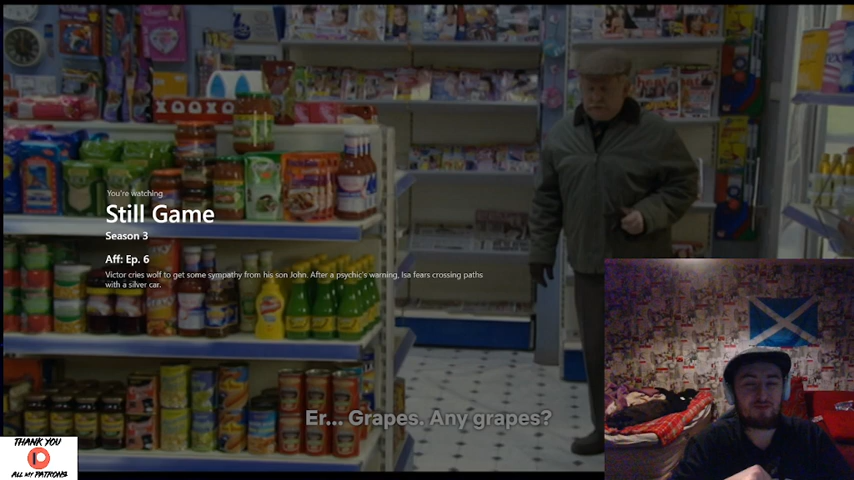 XOXOXO
You're watching
Still Game
Season 3
Aff: Ep. 6
Victor cries wolf to get some sympathy from his son John. After a psychic's warning, Isa fears crossing paths
with a silver car.
Er... Grapes. Any grapes?
THANK YOU
ALL MY PATRONS